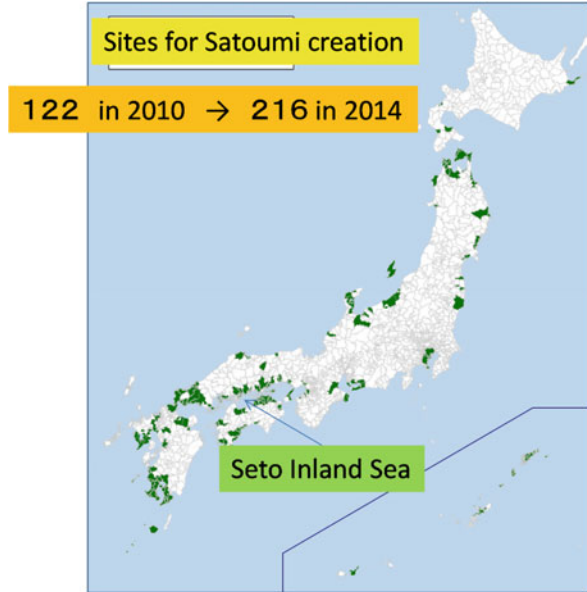 Sites for Satoumi creation
122 in 2010 → 216 in 2014
Seto Inland Sea